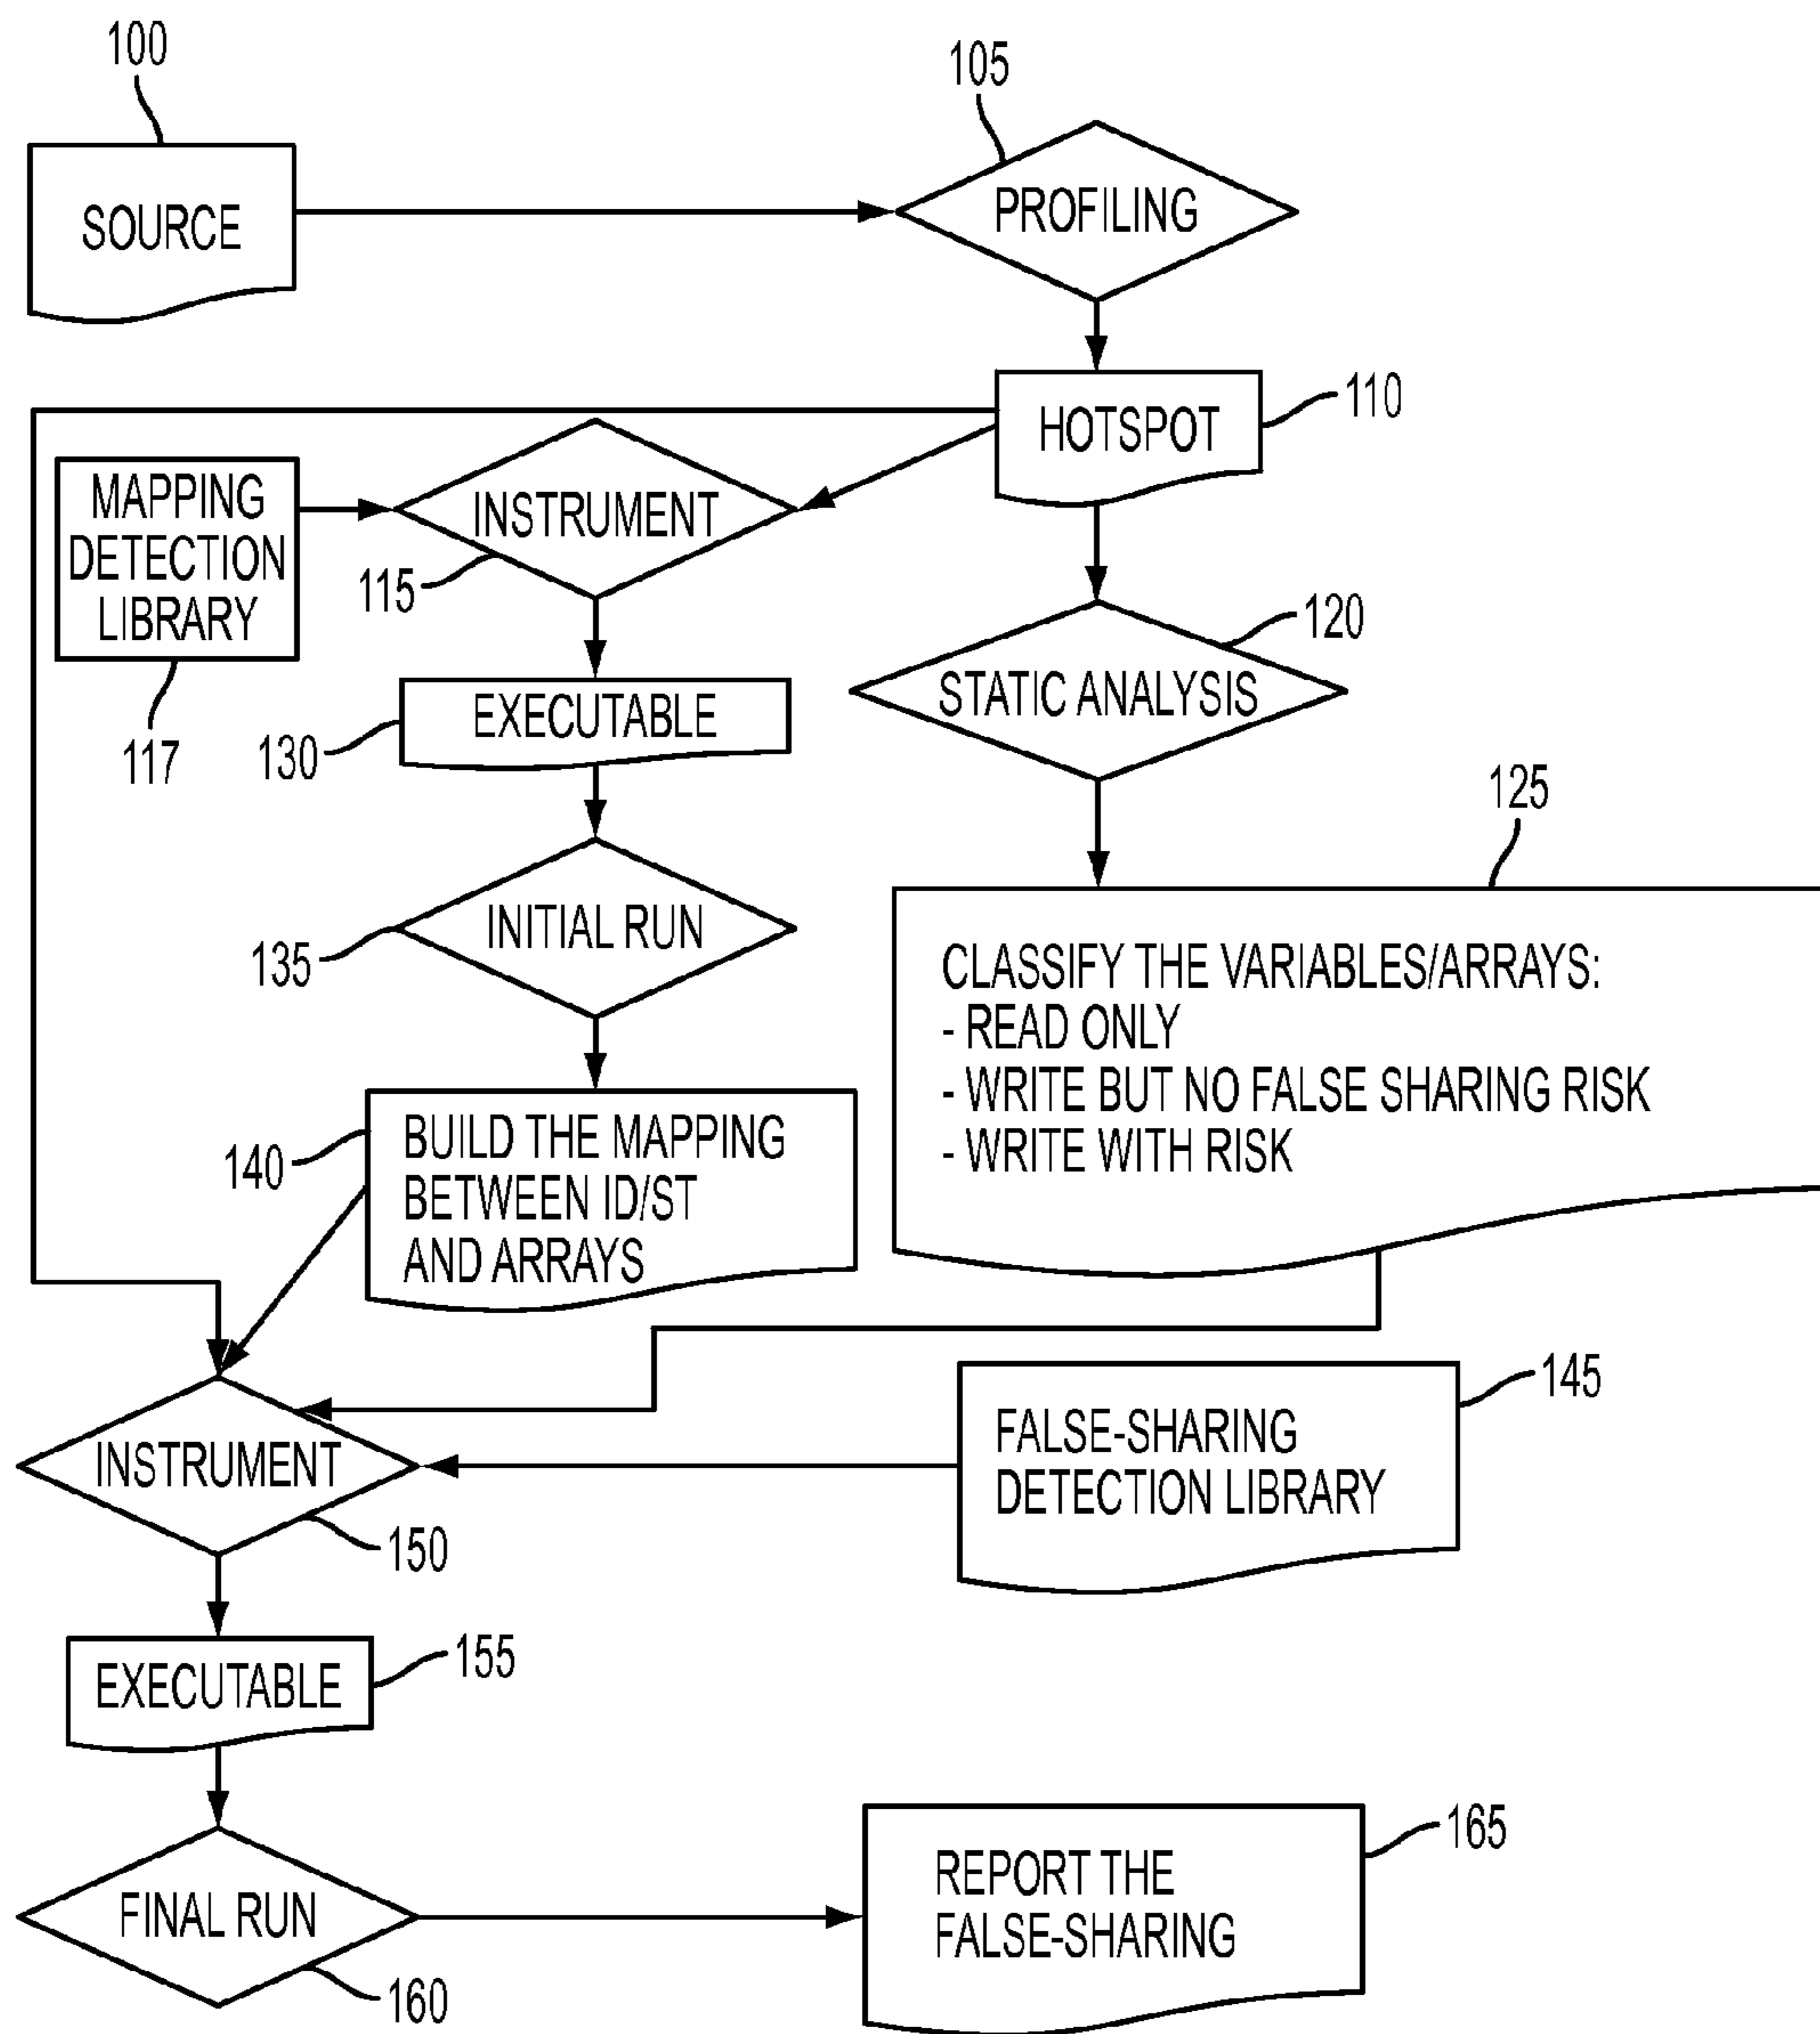 100
105
SOURCE
PROFILING
HOTSPOT
110
MAPPING
DETECTION
LIBRARY
117
INSTRUMENT
115
STATIC ANALYSIS
120
EXECUTABLE
130
INITIAL RUN
135
125
CLASSIFY THE VARIABLES/ARRAYS:
- READ ONLY
- WRITE BUT NO FALSE SHARING RISK
- WRITE WITH RISK
140
BUILD THE MAPPING
BETWEEN ID/ST
AND ARRAYS
145
FALSE-SHARING
DETECTION LIBRARY
INSTRUMENT
150
EXECUTABLE
155
FINAL RUN
160
REPORT THE
FALSE-SHARING
165